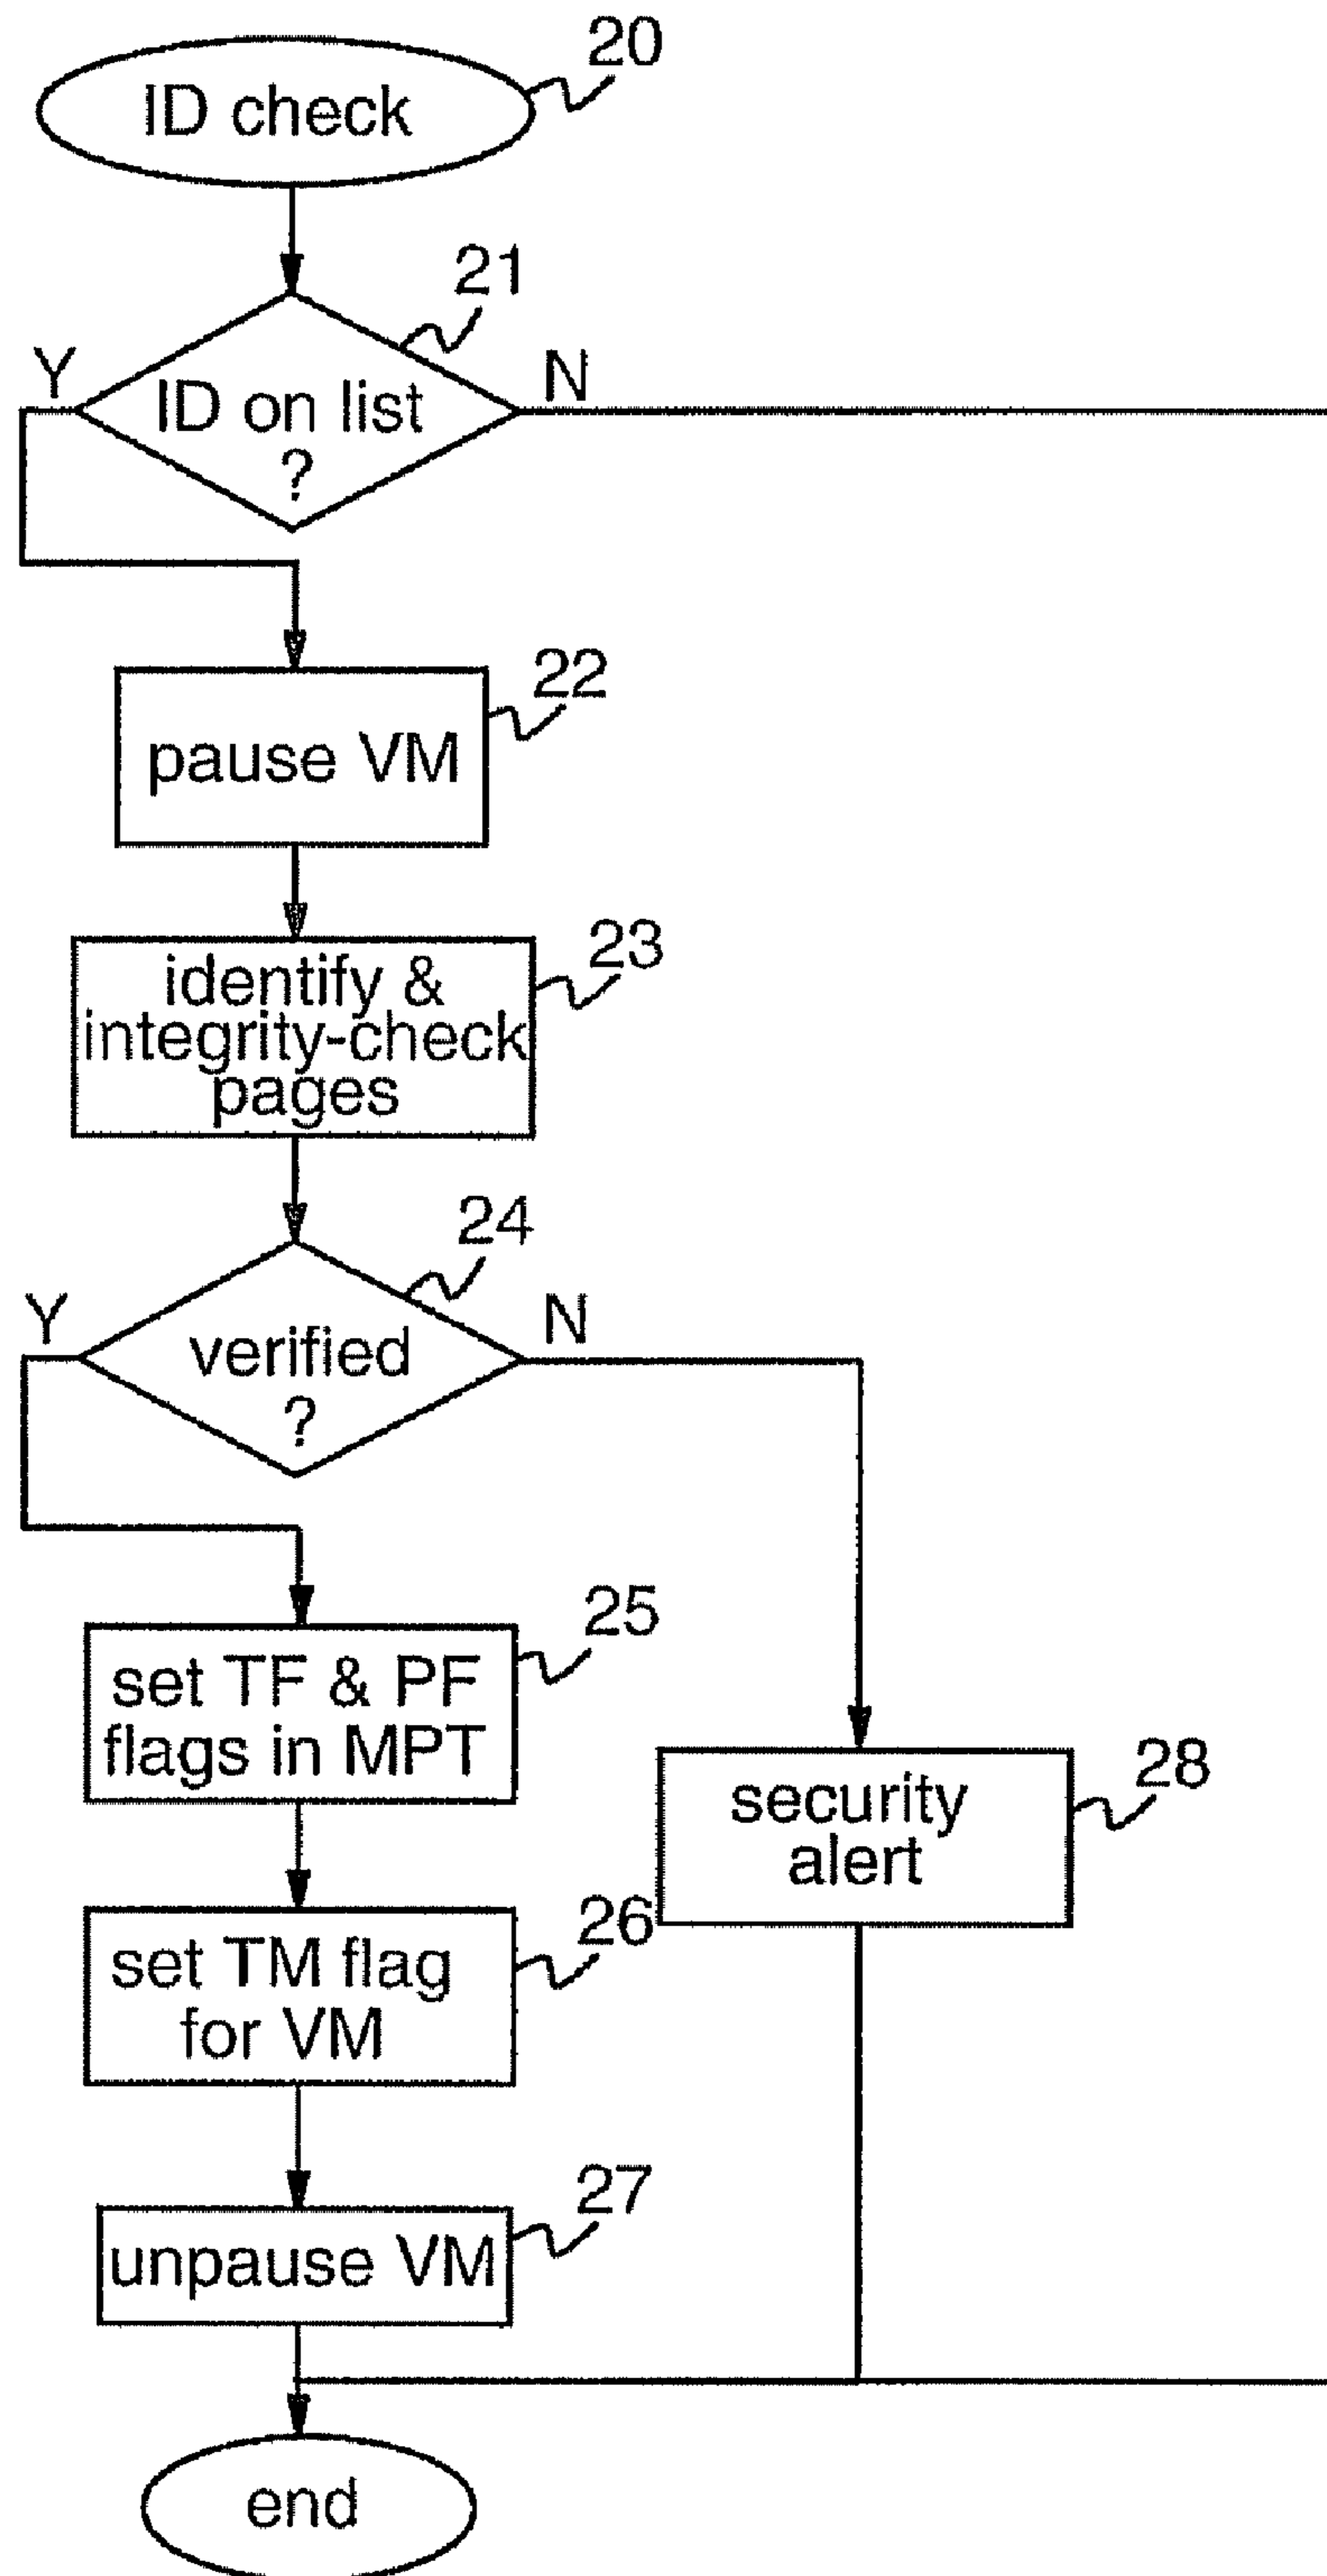 20
ID check
21
Y
N
ID on list
?
22
pause VM
23
identify &
integrity-check
pages
24
Y
N
verified
?
25
set TF & PF
flags in MPT
28
security
alert
26
set TM flag
for VM
27
unpause VM
end